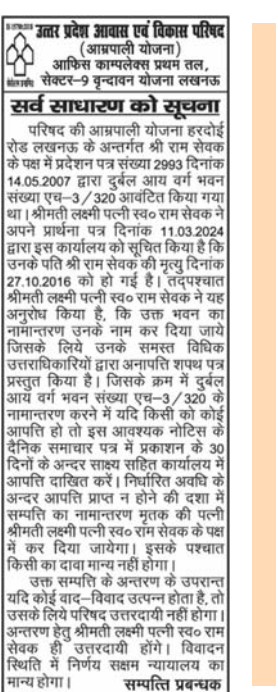 उत्तर प्रदेश आवास एवं विकास परिषद
(आम्रपाली योजना)
आफिस काम्पलेक्स प्रथम तल,
सेक्टर-9 वृन्दावन योजना लखनऊ
सर्व साधारण को सूचना
परिषद की आम्रपाली योजना हरदोई
रोड लखनऊ के अन्तर्गत श्री राम सेवक
के पक्ष में प्रदेशन पत्र संख्या 2993 दिनांक
14.05.2007 द्वारा दुर्बल आय वर्ग भवन
संख्या एच-3/320 आवंटित किया गया
था। श्रीमती लक्ष्मी पत्नी स्व० राम सेवक ने
अपने प्रार्थना पत्र दिनांक 11.03.2024
द्वारा इस कार्यालय को सूचित किया है कि
उनके पति श्री राम सेवक की मृत्यु दिनांक
27.10.2016 को हो गई है। तद्पश्चात
श्रीमती लक्ष्मी पत्नी स्व० राम सेवक ने यह
अनुरोध किया है, कि उक्त भवन का
नामान्तरण उनके नाम कर दिया जाये
जिसके लिये उनके समस्त विधिक
उत्तराधिकारियों द्वारा अनापत्ति शपथ पत्र
प्रस्तुत किया है। जिसके क्रम में दुर्बल
आय वर्ग भवन संख्या एच-3/320 के
नामान्तरण करने में यदि किसी को कोई
आपत्ति हो तो इस आवश्यक नोटिस के
दैनिक समाचार पत्र में प्रकाशन के 30
दिनों के अन्दर साक्ष्य सहित कार्यालय में
आपत्ति दाखित करें। निर्धारित अवधि के
अन्दर आपत्ति प्राप्त न होने की दशा में
सम्पत्ति का नामान्तरण मृतक की पत्नी
श्रीमती लक्ष्मी पत्नी स्व० राम सेवक के पक्ष
में कर दिया जायेगा। इसके पश्चात
किसी का दावा मान्य नहीं होगा।
उक्त सम्पत्ति के अन्तरण के उपरान्त
यदि कोई वाद-विवाद उत्पन्न होता है, तो
उसके लिये परिषद उत्तरदायी नहीं होगा।
अन्तरण हेतु श्रीमती लक्ष्मी पत्नी स्व० राम
सेवक ही उत्तरदायी होंगे। विवादन
स्थिति में निर्णय सक्षम न्यायालय का
मान्य होगा।
सम्पत्ति प्रबन्धक